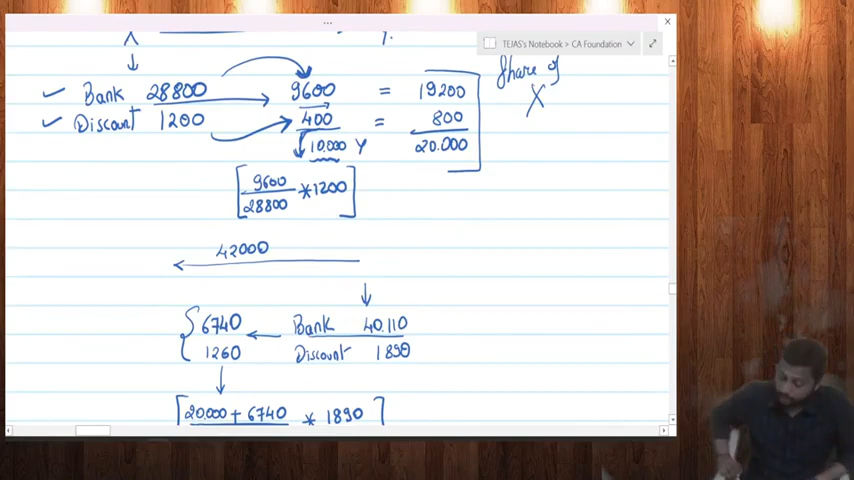 TEJAS's Notebook > CA Foundation
X
Share of
X
Bank 28800 9600 = 19200
Discount 1200 400 = 800
10.000 Y 20.000
[9600/28800 * 1200]
42000
6740 Bank 40.110
1260 Discount 1890
[20.000 + 6740 * 1890]